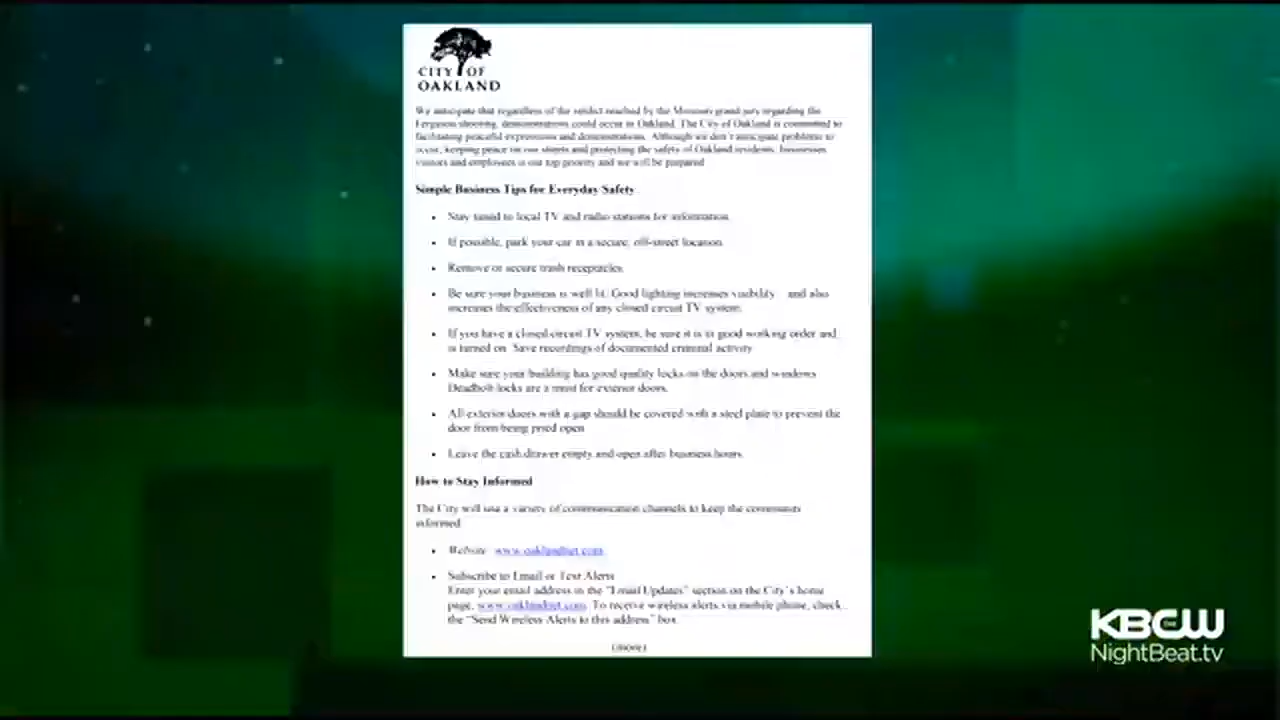 CITY OF
OAKLAND
We anticipate that regardless of the verdict reached by the Missouri grand jury regarding the
Ferguson shooting, demonstrations could occur in Oakland. The City of Oakland is committed to
facilitating peaceful expressions and demonstrations. Although we don't anticipate problems to
occur, keeping peace on our streets and protecting the safety of Oakland residents, businesses
visitors and employees is our top priority and we will be prepared
Simple Business Tips for Everyday Safety
• Stay tuned to local TV and radio stations for information.
• If possible, park your car in a secure, off-street location.
• Remove or secure trash receptacles.
• Be sure your business is well lit. Good lighting increases visibility and also
increases the effectiveness of any closed circuit TV system.
• If you have a closed circuit TV system, be sure it is in good working order and
is turned on. Save recordings of documented criminal activity
• Make sure your building has good quality locks on the doors and windows
Deadbolt locks are a must for exterior doors.
• All exterior doors with a gap should be covered with a steel plate to prevent the
door from being pried open
• Leave the cash drawer empty and open after business hours.
How to Stay Informed
The City will use a variety of communication channels to keep the community
informed
• Website www.oaklandnet.com
• Subscribe to Email or Text Alerts
Enter your email address in the "Email Updates" section on the City's home
page, www.oaklandnet.com. To receive wireless alerts via mobile phone, check
the "Send Wireless Alerts to this address" box.
(more)
KBCW
THE
NightBeat.tv